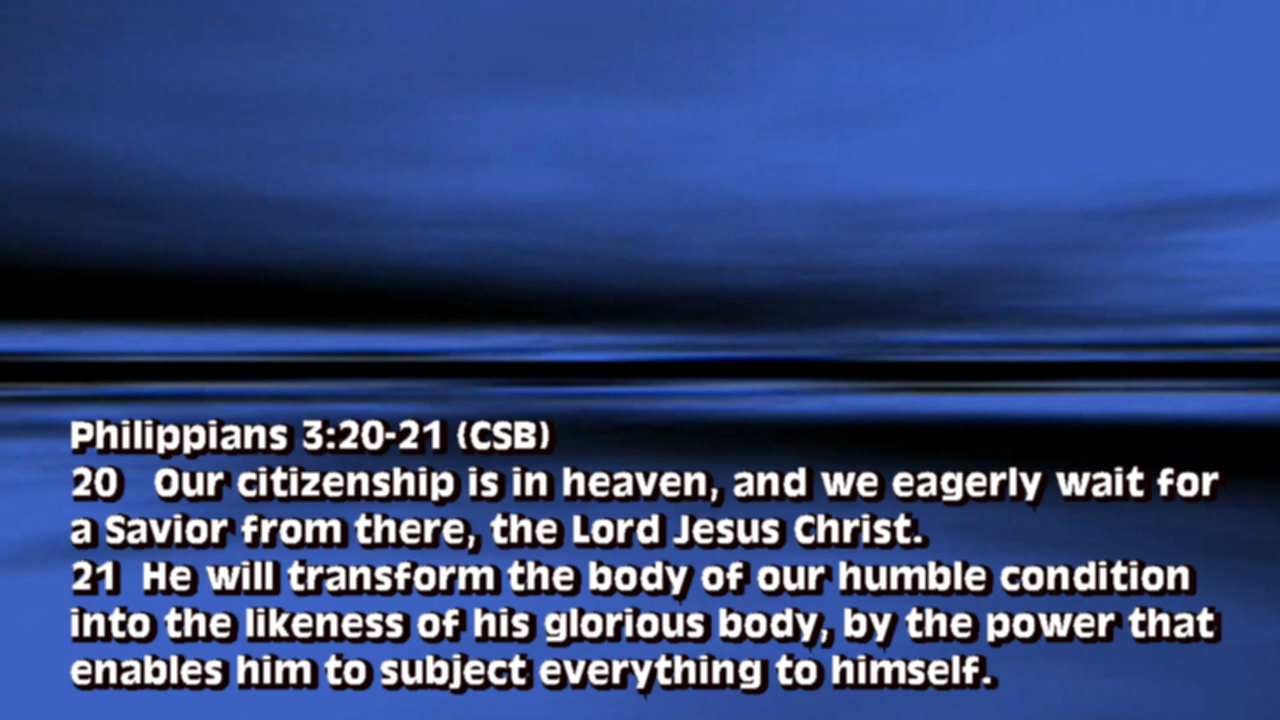 Philippians 3:20-21 (CSB)
20 Our citizenship is in heaven, and we eagerly wait for
a Savior from there, the Lord Jesus Christ.
21 He will transform the body of our humble condition
into the likeness of his glorious body, by the power that
enables him to subject everything to himself.